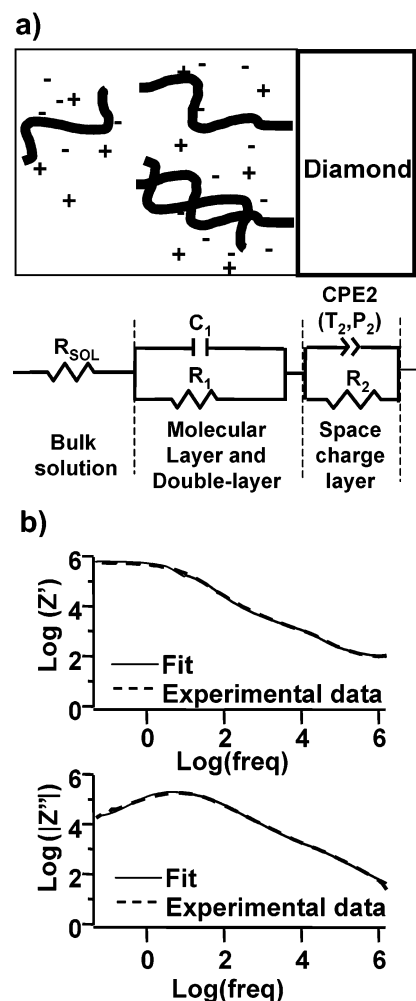 a)
Diamond
CPE2
(T₂,P₂)
C₁
R_SOL
R₁
R₂
Bulk
solution
Molecular
Layer and
Double-layer
Space
charge
layer
b)
Log (Z')
6
4
2
0
Fit
Experimental data
0 2 4 6
Log(freq)
Log (|Z"|)
6
4
2
0
Fit
Experimental data
0 2 4 6
Log(freq)